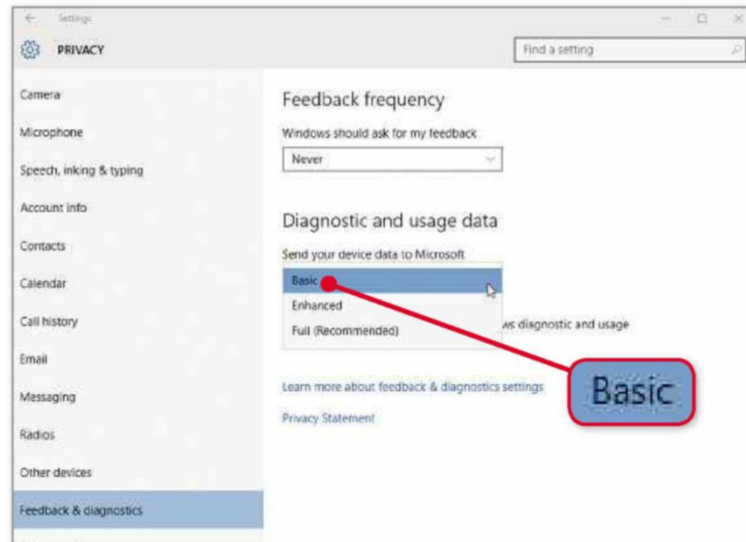 Settings
PRIVACY
Find a setting
Camera
Microphone
Speech, inking & typing
Account info
Contacts
Calendar
Call history
Email
Messaging
Radios
Other devices
Feedback & diagnostics
Feedback frequency
Windows should ask for my feedback
Never
Diagnostic and usage data
Send your device data to Microsoft
Basic
Enhanced
Full (Recommended)
diagnostic and usage
Learn more about feedback & diagnostics settings
Privacy Statement
Basic